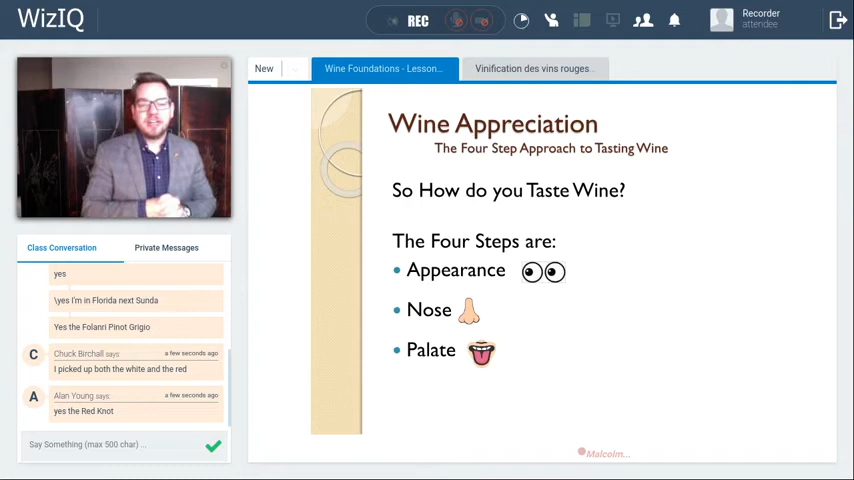 WizIQ
REC
Recorder
attendee
New
Wine Foundations - Lesson...
Vinification des vins rouges...
Wine Appreciation
The Four Step Approach to Tasting Wine
So How do you Taste Wine?
The Four Steps are:
• Appearance
• Nose
• Palate
Malcolm...
Class Conversation
Private Messages
yes
\yes I'm in Florida next Sunda
Yes the Folanri Pinot Grigio
C
Chuck Birchall says:
a few seconds ago
I picked up both the white and the red
A
Alan Young says:
a few seconds ago
yes the Red Knot
Say Something (max 500 char) ...